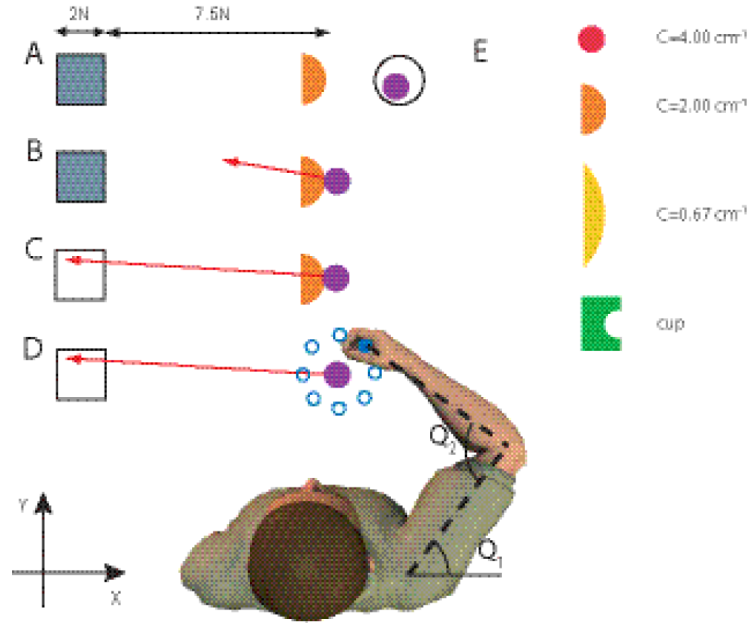 2N 7.5N
A E C=4.00 cm⁻¹
C=2.00 cm⁻¹
B
C=0.67 cm⁻¹
C
cup
D
Q₂
Y
Q₁
X